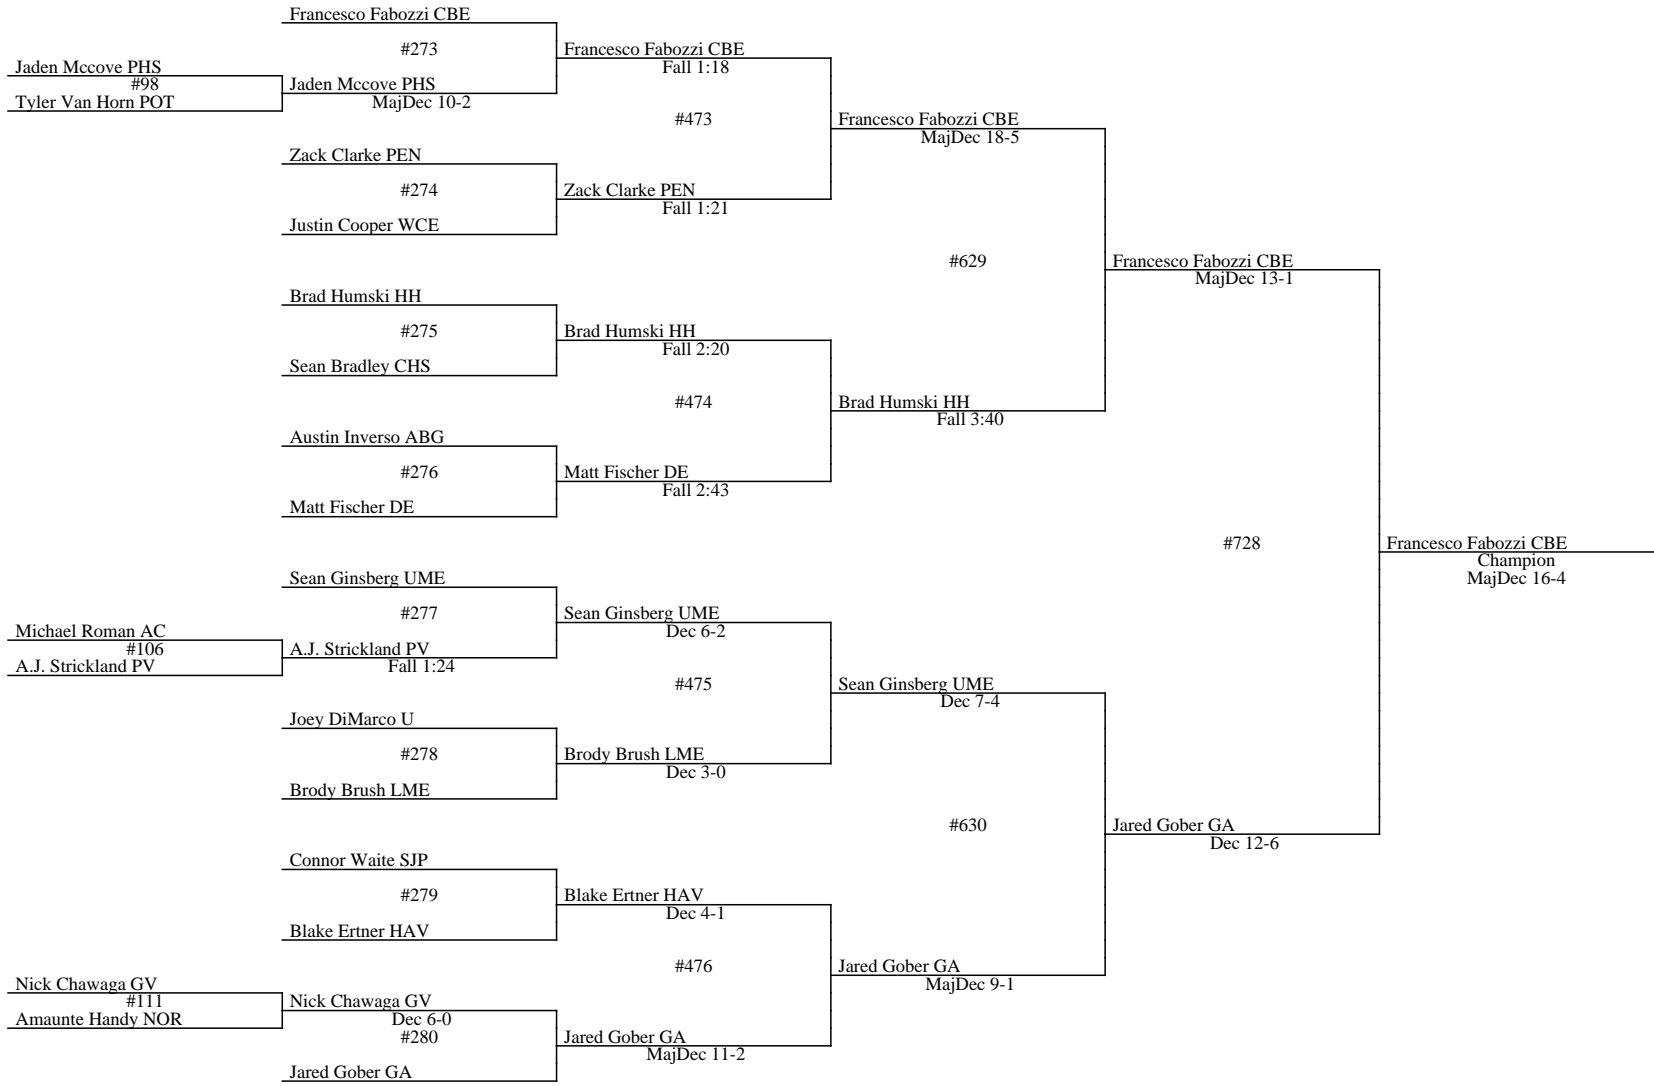 Francesco Fabozzi CBE
#273
Francesco Fabozzi CBE
Fall 1:18
Jaden Mccove PHS
#98
Tyler Van Horn POT
Jaden Mccove PHS
MajDec 10-2
#473
Francesco Fabozzi CBE
MajDec 18-5
Zack Clarke PEN
#274
Zack Clarke PEN
Fall 1:21
Justin Cooper WCE
#629
Francesco Fabozzi CBE
MajDec 13-1
Brad Humski HH
#275
Brad Humski HH
Fall 2:20
Sean Bradley CHS
#474
Brad Humski HH
Fall 3:40
Austin Inverso ABG
#276
Matt Fischer DE
Fall 2:43
Matt Fischer DE
#728
Francesco Fabozzi CBE
Champion
MajDec 16-4
Sean Ginsberg UME
#277
Sean Ginsberg UME
Dec 6-2
Michael Roman AC
#106
A.J. Strickland PV
A.J. Strickland PV
Fall 1:24
#475
Sean Ginsberg UME
Dec 7-4
Joey DiMarco U
#278
Brody Brush LME
Dec 3-0
Brody Brush LME
#630
Jared Gober GA
Dec 12-6
Connor Waite SJP
#279
Blake Ertner HAV
Dec 4-1
Blake Ertner HAV
#476
Jared Gober GA
MajDec 9-1
Nick Chawaga GV
#111
Amaunte Handy NOR
Nick Chawaga GV
Dec 6-0
#280
Jared Gober GA
MajDec 11-2
Jared Gober GA